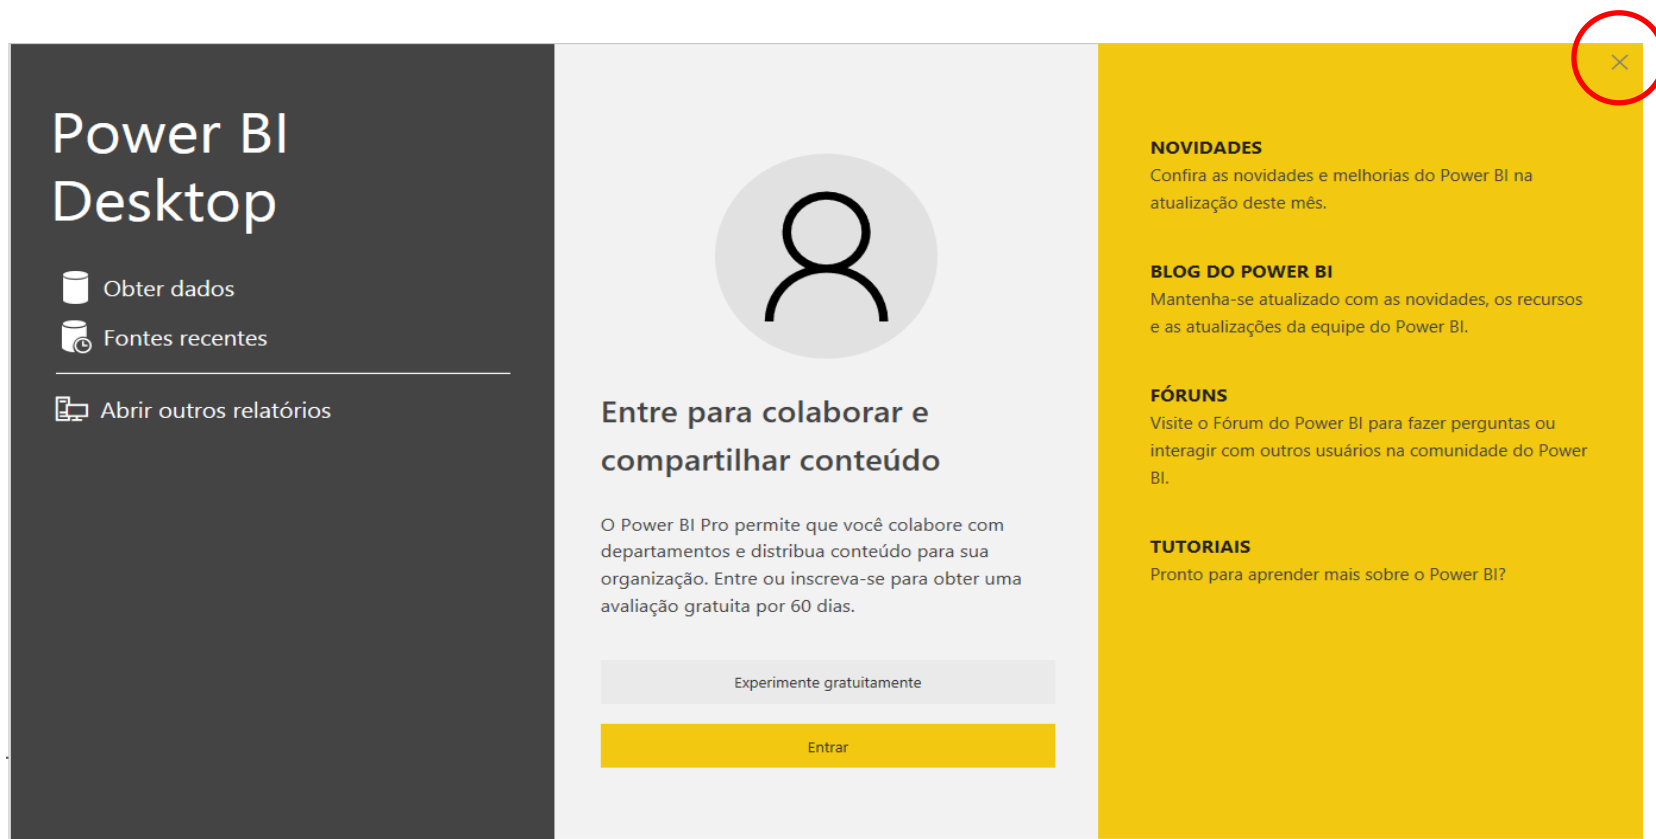 Power BI
Desktop
Obter dados
Fontes recentes
Abrir outros relatórios
Entre para colaborar e
compartilhar conteúdo
O Power BI Pro permite que você colabore com
departamentos e distribua conteúdo para sua
organização. Entre ou inscreva-se para obter uma
avaliação gratuita por 60 dias.
Experimente gratuitamente
Entrar
NOVIDADES
Confira as novidades e melhorias do Power BI na
atualização deste mês.
BLOG DO POWER BI
Mantenha-se atualizado com as novidades, os recursos
e as atualizações da equipe do Power BI.
FÓRUNS
Visite o Fórum do Power BI para fazer perguntas ou
interagir com outros usuários na comunidade do Power
BI.
TUTORIAIS
Pronto para aprender mais sobre o Power BI?